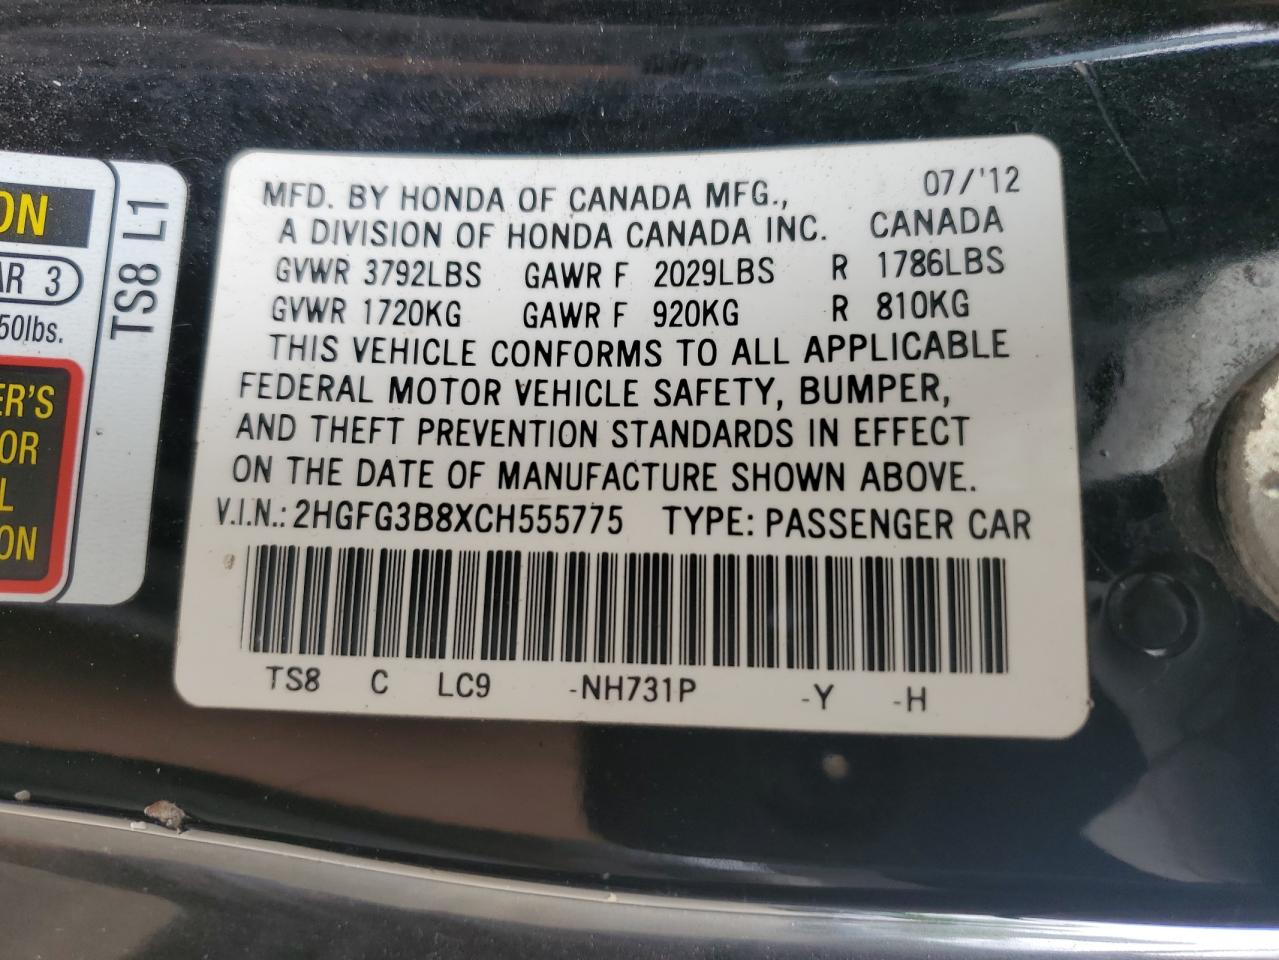 ON
AR 3
50lbs.
ER'S
OR
L
ON
TS8 L1
MFD. BY HONDA OF CANADA MFG., 07/'12
A DIVISION OF HONDA CANADA INC. CANADA
GVWR 3792LBS GAWR F 2029LBS R 1786LBS
GVWR 1720KG GAWR F 920KG R 810KG
THIS VEHICLE CONFORMS TO ALL APPLICABLE
FEDERAL MOTOR VEHICLE SAFETY, BUMPER,
AND THEFT PREVENTION STANDARDS IN EFFECT
ON THE DATE OF MANUFACTURE SHOWN ABOVE.
V.I.N.: 2HGFG3B8XCH555775 TYPE: PASSENGER CAR
TS8 C LC9 -NH731P -Y -H